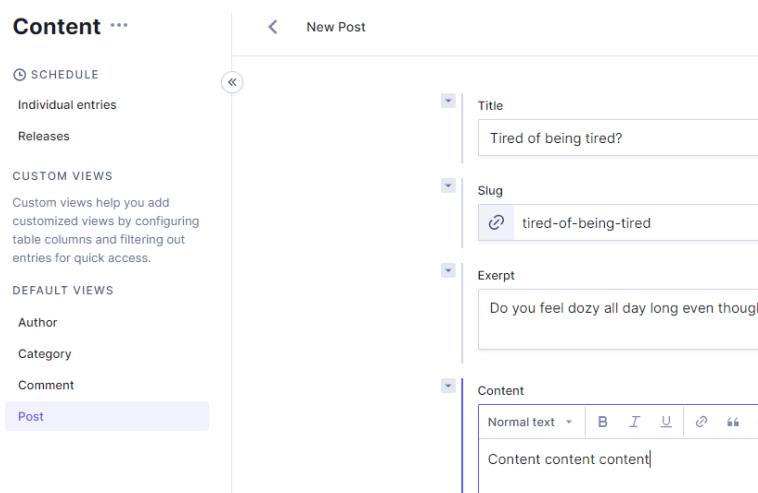 Content
SCHEDULE
Individual entries
Releases
CUSTOM VIEWS
Custom views help you add
customized views by configuring
table columns and filtering out
entries for quick access.
DEFAULT VIEWS
Author
Category
Comment
Post
New Post
Title
Tired of being tired?
Slug
tired-of-being-tired
Exerpt
Do you feel dozy all day long even
Content
Normal text B I U
Content content content